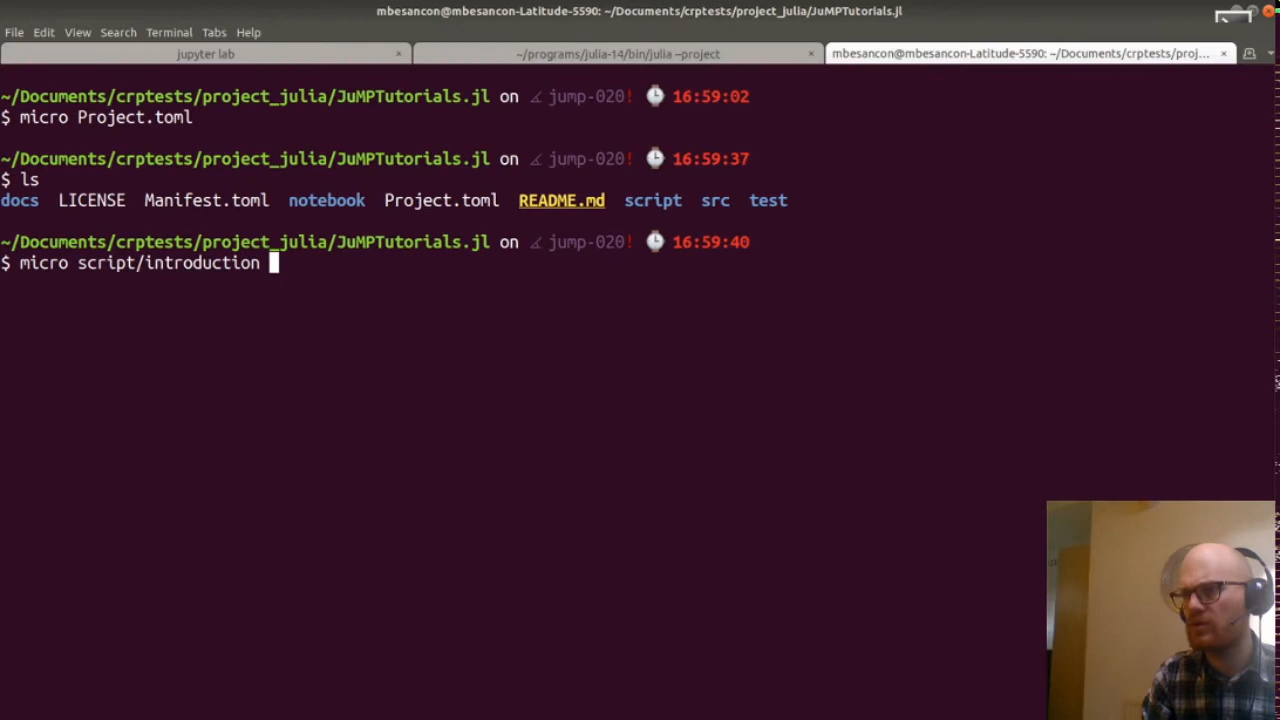 mbesancon@mbesancon-Latitude-5590: ~/Documents/crptests/project_julia/JuMPTutorials.jl
File Edit View Search Terminal Tabs Help
jupyter lab × ~/programs/julia-14/bin/julia --project × mbesancon@mbesancon-Latitude-5590: ~/Documents/crptests/proj... ×
~/Documents/crptests/project_julia/JuMPTutorials.jl on jump-020! 16:59:02
$ micro Project.toml
~/Documents/crptests/project_julia/JuMPTutorials.jl on jump-020! 16:59:37
$ ls
docs LICENSE Manifest.toml notebook Project.toml README.md script src test
~/Documents/crptests/project_julia/JuMPTutorials.jl on jump-020! 16:59:40
$ micro script/introduction